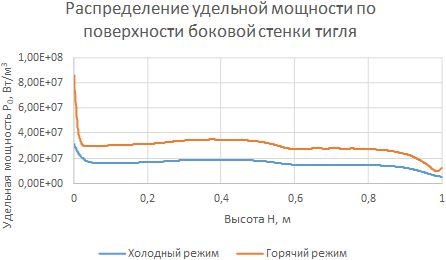 Распределение удельной мощности по
поверхности боковой стенки тигля
Удельная мощность P₀, Вт/м³
1,00E+08
8,00E+07
6,00E+07
4,00E+07
2,00E+07
0,00E+00
0 0,2 0,4 0,6 0,8 1
Высота H, м
Холодный режим Горячий режим